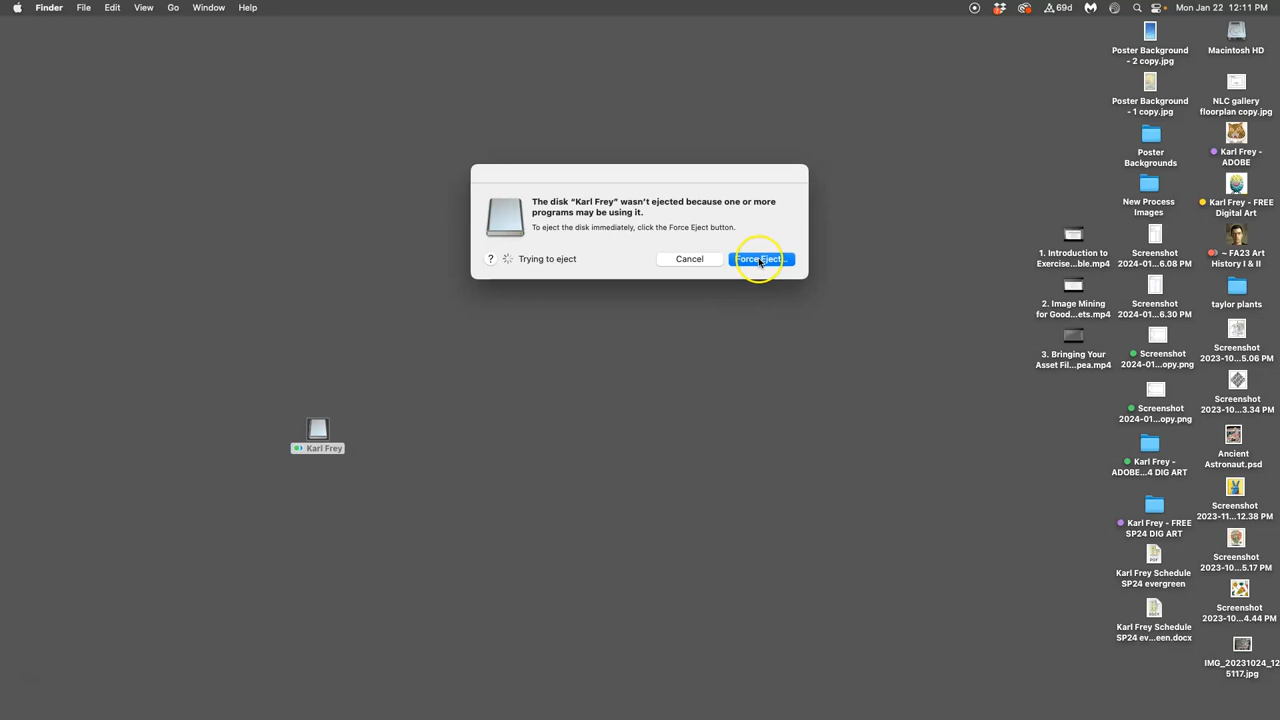 Finder File Edit View Go Window Help
69d Mon Jan 22 12:11 PM
The disk “Karl Frey” wasn’t ejected because one or more
programs may be using it.
To eject the disk immediately, click the Force Eject button.
? Trying to eject Cancel Force Eject...
Karl Frey
Poster Background
- 2 copy.jpg
Macintosh HD
Poster Background
- 1 copy.jpg
NLC gallery
floorplan copy.jpg
Poster
Backgrounds
Karl Frey -
ADOBE
New Process
Images
Karl Frey - FREE
Digital Art
1. Introduction to
Exercise...ble.mp4
Screenshot
2024-01...6.08 PM
~ FA23 Art
History I & II
2. Image Mining
for Good...ets.mp4
Screenshot
2024-01...6.30 PM
taylor plants
3. Bringing Your
Asset Fil...pea.mp4
Screenshot
2024-01...opy.png
Screenshot
2023-10...5.06 PM
Screenshot
2024-01...opy.png
Screenshot
2023-10...3.34 PM
Karl Frey -
ADOBE...4 DIG ART
Ancient
Astronaut.psd
Karl Frey - FREE
SP24 DIG ART
Screenshot
2023-11...12.38 PM
Karl Frey Schedule
SP24 evergreen
Screenshot
2023-10...5.17 PM
Karl Frey Schedule
SP24 ev...een.docx
Screenshot
2023-10...4.44 PM
IMG_20231024_12
5117.jpg